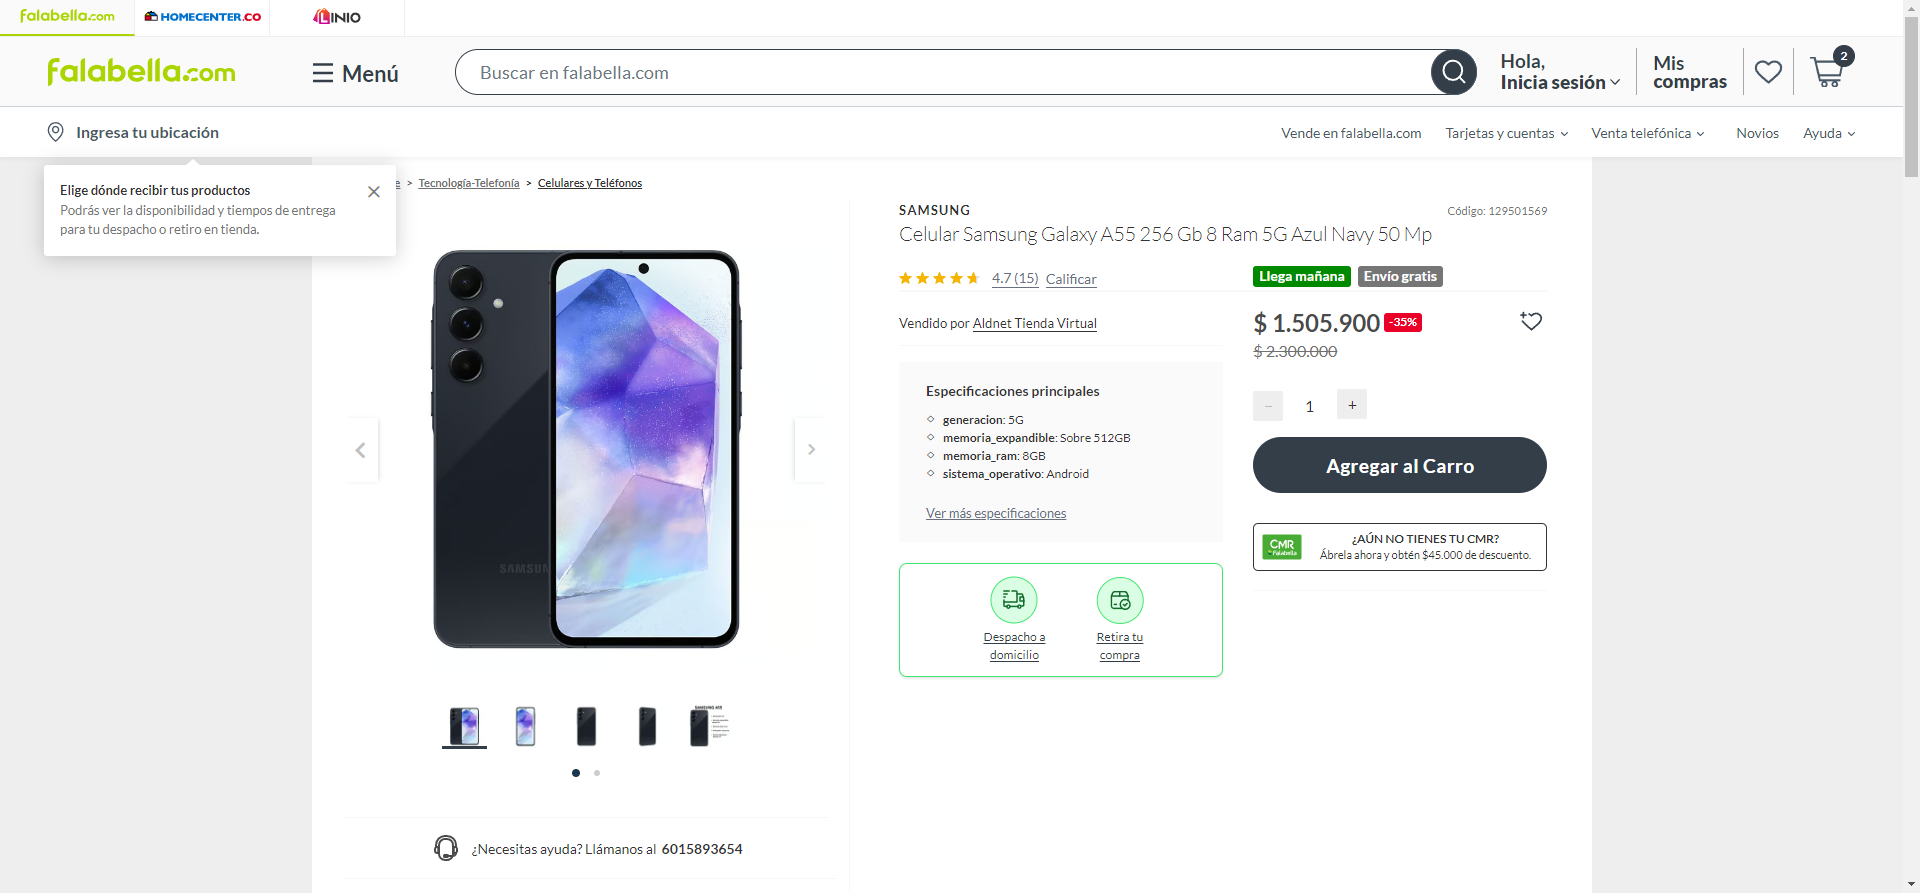 falabella.com
HOMECENTER.CO
LINIO
falabella.com
Menú
Buscar en falabella.com
Hola,
Inicia sesión
Mis
compras
2
Ingresa tu ubicación
Vende en falabella.com
Tarjetas y cuentas
Venta telefónica
Novios
Ayuda
Elige dónde recibir tus productos
Podrás ver la disponibilidad y tiempos de entrega
para tu despacho o retiro en tienda.
e > Tecnología-Telefonía > Celulares y Teléfonos
SAMSUNG
Código: 129501569
Celular Samsung Galaxy A55 256 Gb 8 Ram 5G Azul Navy 50 Mp
4.7 (15) Calificar
Llega mañana
Envío gratis
Vendido por Aldnet Tienda Virtual
$ 1.505.900 -35%
$ 2.300.000
Especificaciones principales
generacion: 5G
memoria_expandible: Sobre 512GB
memoria_ram: 8GB
sistema_operativo: Android
Ver más especificaciones
− 1 +
Agregar al Carro
CMR
Falabella
¿AÚN NO TIENES TU CMR?
Ábrela ahora y obtén $45.000 de descuento.
Despacho a
domicilio
Retira tu
compra
SAMSUN
SAMSUNG A55
¿Necesitas ayuda? Llámanos al 6015893654